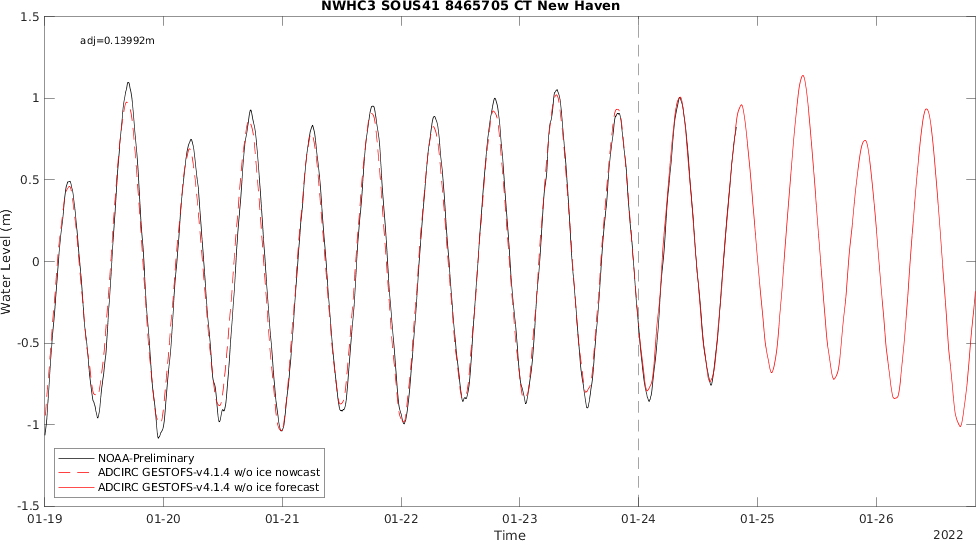 NWHC3 SOUS41 8465705 CT New Haven
adj=0.13992m
1.5
1
0.5
0
-0.5
-1
-1.5
Water Level (m)
NOAA-Preliminary
ADCIRC GESTOFS-v4.1.4 w/o ice nowcast
ADCIRC GESTOFS-v4.1.4 w/o ice forecast
01-19 01-20 01-21 01-22 01-23 01-24 01-25 01-26
Time
2022